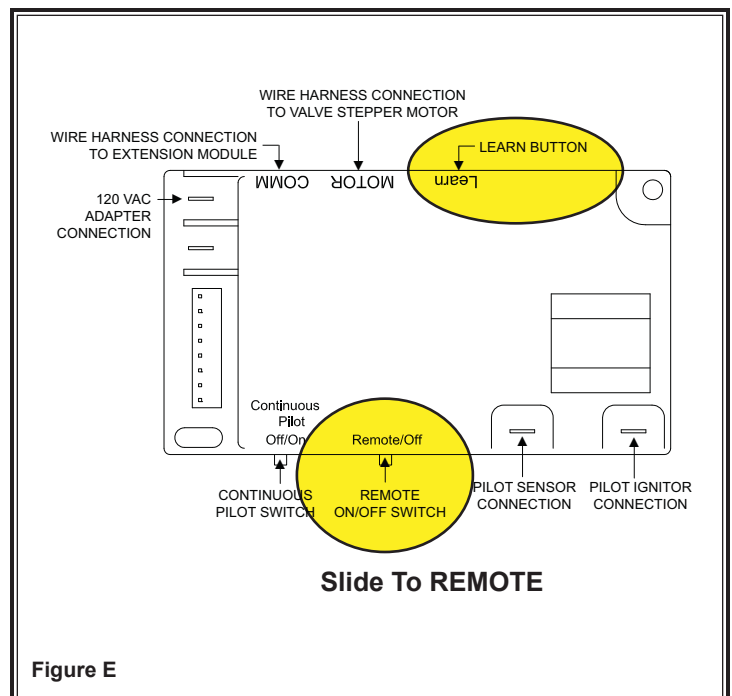 WIRE HARNESS CONNECTION
TO VALVE STEPPER MOTOR
WIRE HARNESS CONNECTION
TO EXTENSION MODULE
LEARN BUTTON
COMM
MOTOR
Learn
120 VAC
ADAPTER
CONNECTION
Continuous
Pilot
Off/On
Remote/Off
CONTINUOUS
PILOT SWITCH
REMOTE
ON/OFF SWITCH
PILOT SENSOR
CONNECTION
PILOT IGNITOR
CONNECTION
Slide To REMOTE
Figure E